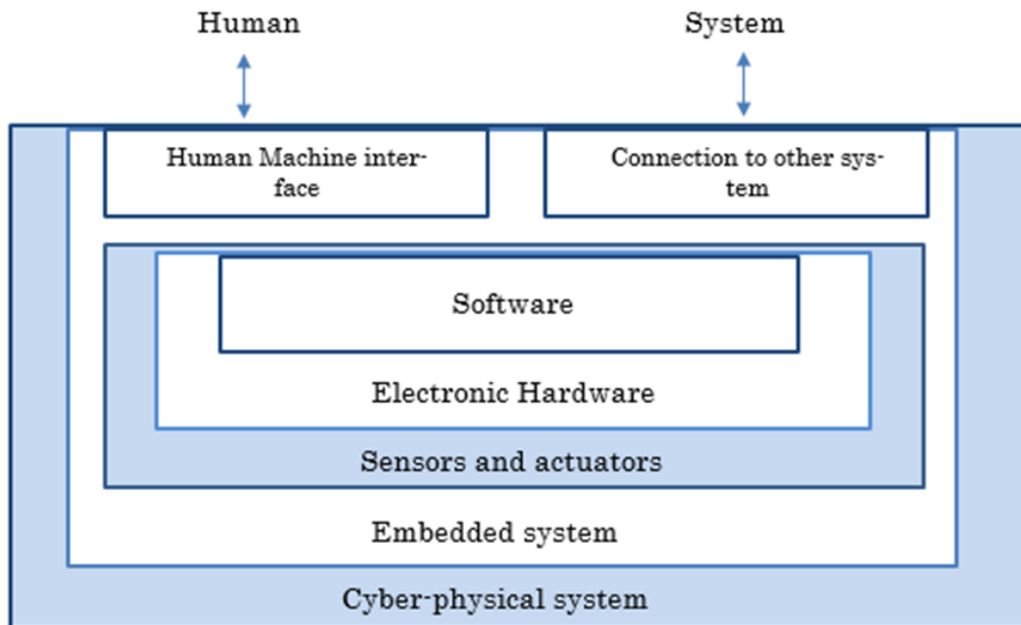 Human
System
Human Machine inter-
face
Connection to other sys-
tem
Software
Electronic Hardware
Sensors and actuators
Embedded system
Cyber-physical system